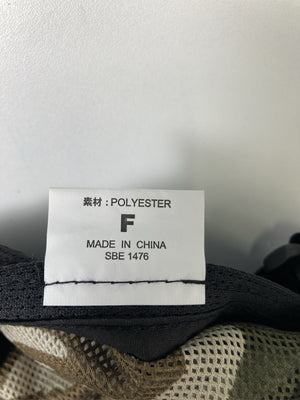 素材 : POLYESTER
F
MADE IN CHINA
SBE 1476